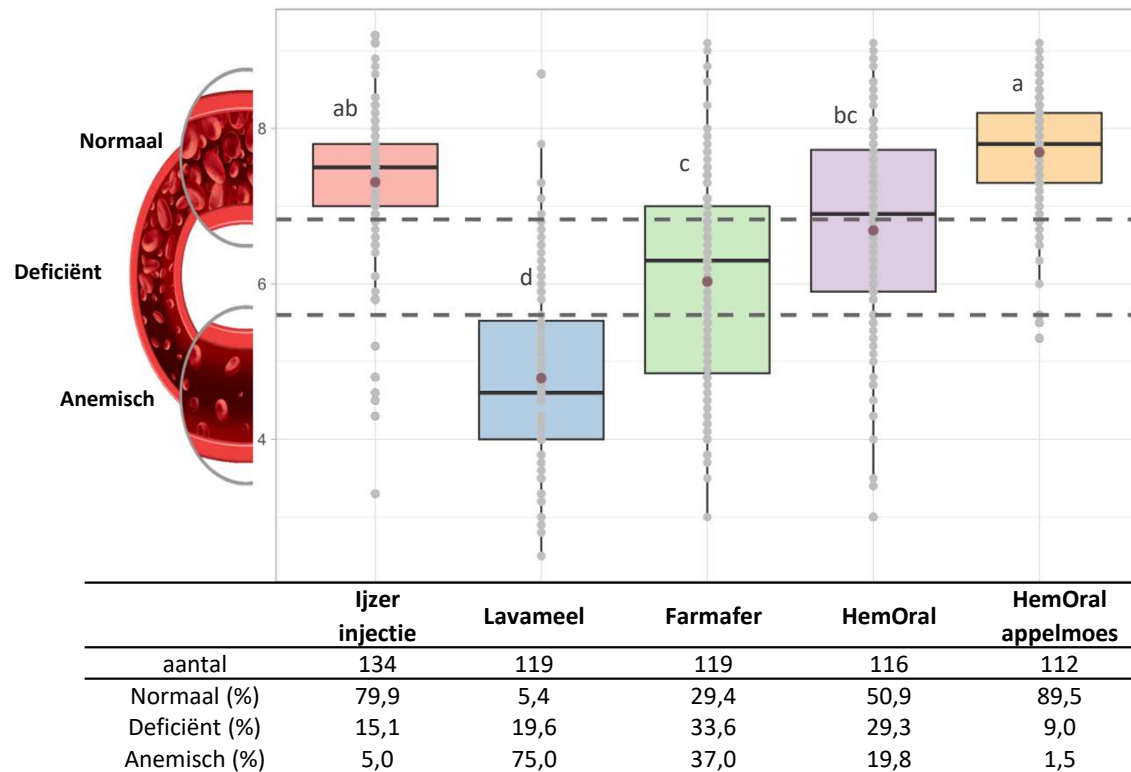 Normaal
Deficiënt
Anemisch
8
6
4
ab
d
c
bc
a
Ijzer injectie Lavameel Farmafer HemOral HemOral appelmoes
aantal 134 119 119 116 112
Normaal (%) 79,9 5,4 29,4 50,9 89,5
Deficiënt (%) 15,1 19,6 33,6 29,3 9,0
Anemisch (%) 5,0 75,0 37,0 19,8 1,5